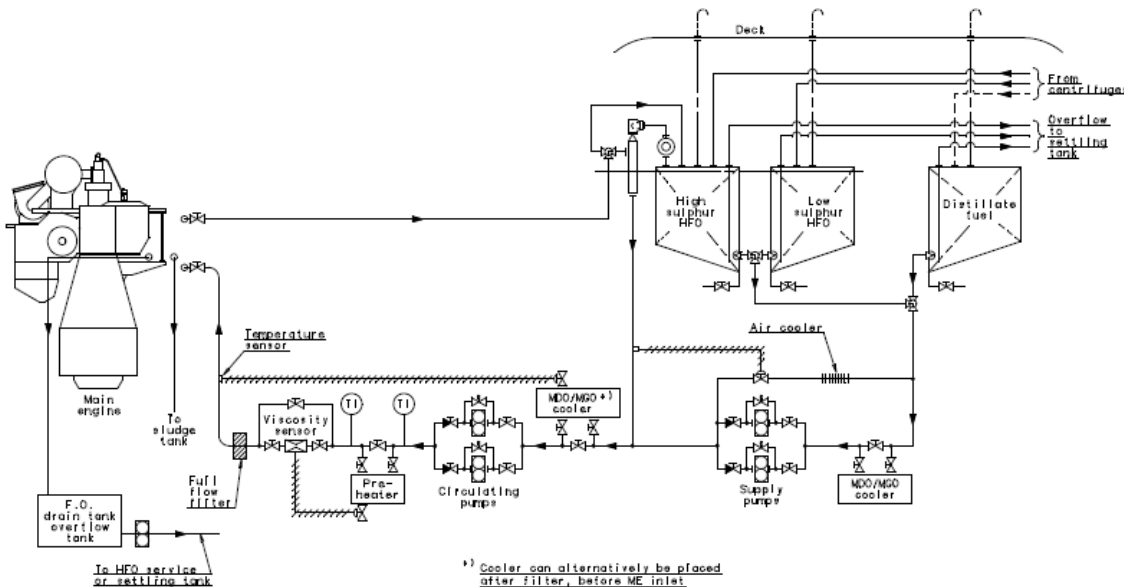 Deck
From
centrifuges
Overflow
to
settling
tank
High
sulphur
HFO
Low
sulphur
HFO
Distillate
fuel
Temperature
sensor
Air cooler
Main
engine
To
sludge
tank
MDO/MGO *)
cooler
Viscosity
sensor
TI
TI
Full
flow
filter
Pre-
heater
Circulating
pumps
Supply
pumps
MDO/MGO
cooler
F.O.
drain tank
overflow
tank
To HFO service
or settling tank
*) Cooler can alternatively be placed
after filter, before ME inlet